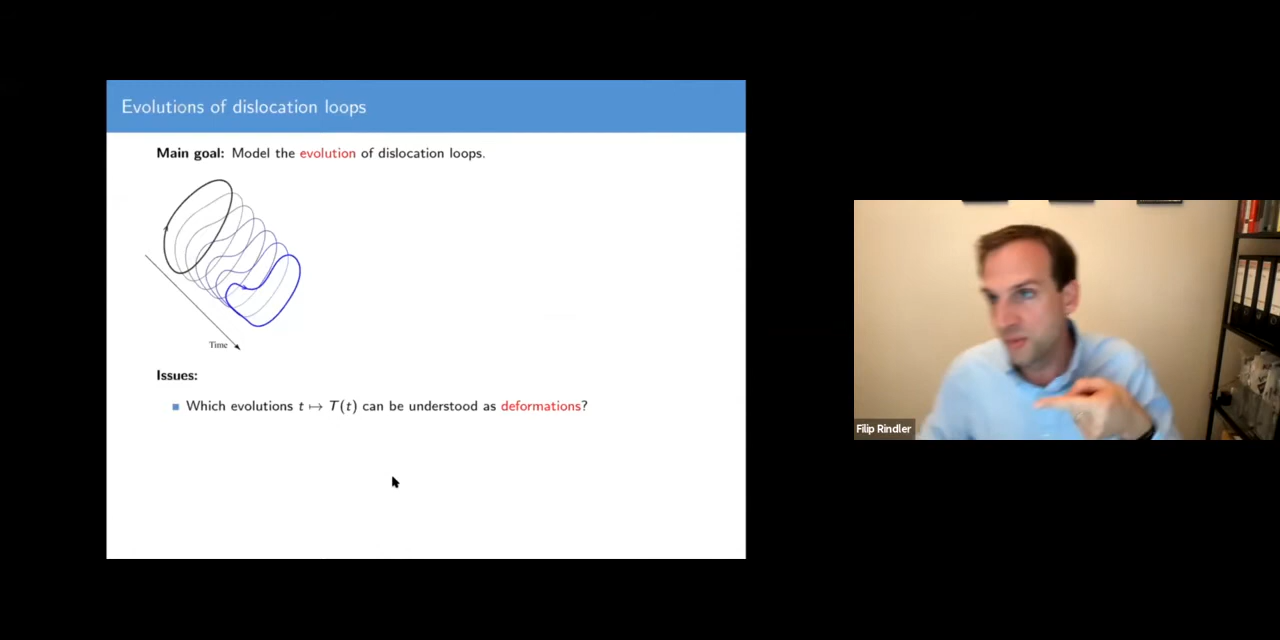 Evolutions of dislocation loops
Main goal: Model the evolution of dislocation loops.
Time
Issues:
Which evolutions t ↦ T(t) can be understood as deformations?
Filip Rindler